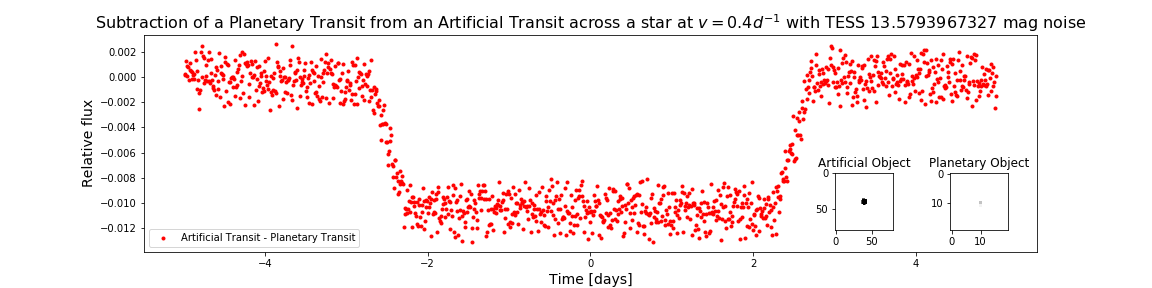 Subtraction of a Planetary Transit from an Artificial Transit across a star at v = 0.4d⁻¹ with TESS 13.5793967327 mag noise
Relative flux
0.002
0.000
−0.002
−0.004
−0.006
−0.008
−0.010
−0.012
Artificial Transit - Planetary Transit
Artificial Object
0
50
0 50
Planetary Object
0
10
0 10
−4 −2 0 2 4
Time [days]